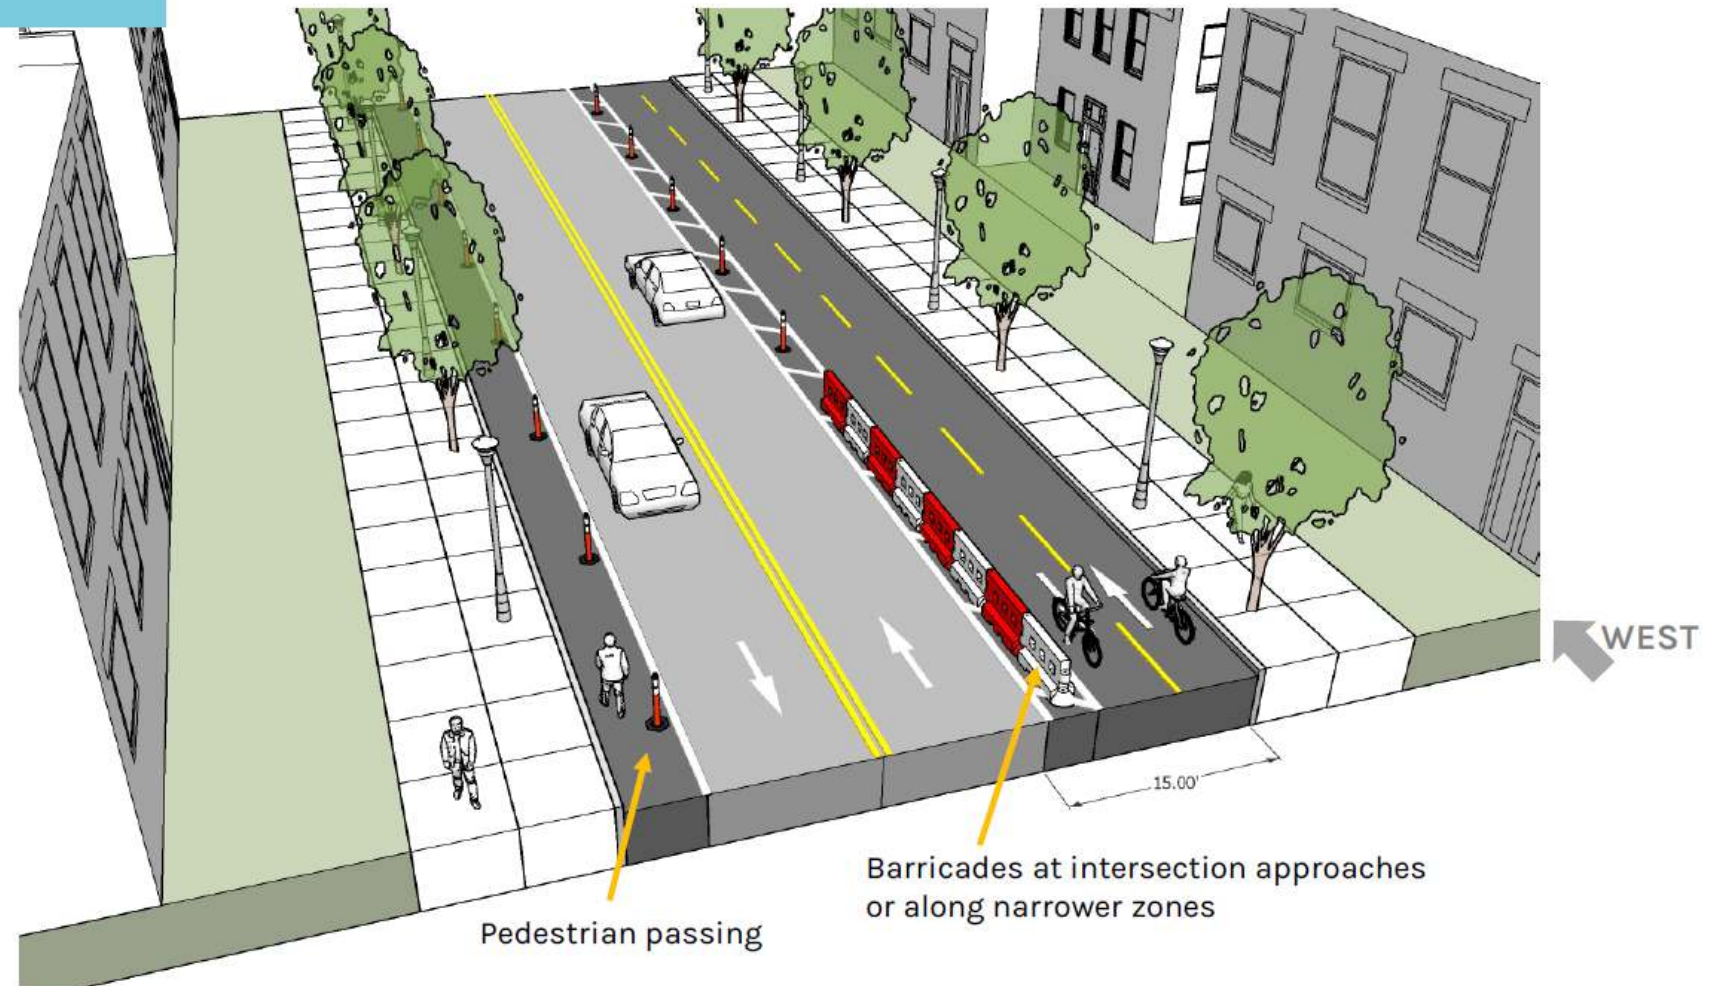 WEST
15.00'
Barricades at intersection approaches
or along narrower zones
Pedestrian passing